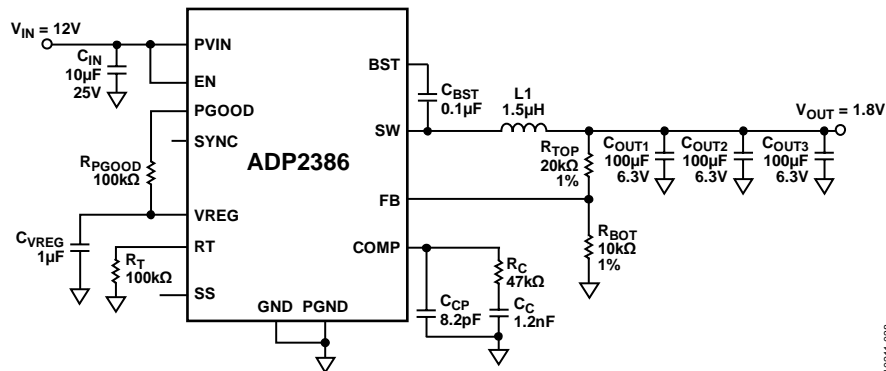 V_IN = 12V
C_IN
10µF
25V
PVIN
EN
PGOOD
SYNC
R_PGOOD
100kΩ
VREG
C_VREG
1µF
RT
R_T
100kΩ
SS
ADP2386
GND PGND
BST
C_BST
0.1µF
SW
L1
1.5µH
V_OUT = 1.8V
R_TOP
20kΩ
1%
C_OUT1
100µF
6.3V
C_OUT2
100µF
6.3V
C_OUT3
100µF
6.3V
FB
R_BOT
10kΩ
1%
COMP
R_C
47kΩ
C_CP
8.2pF
C_C
1.2nF